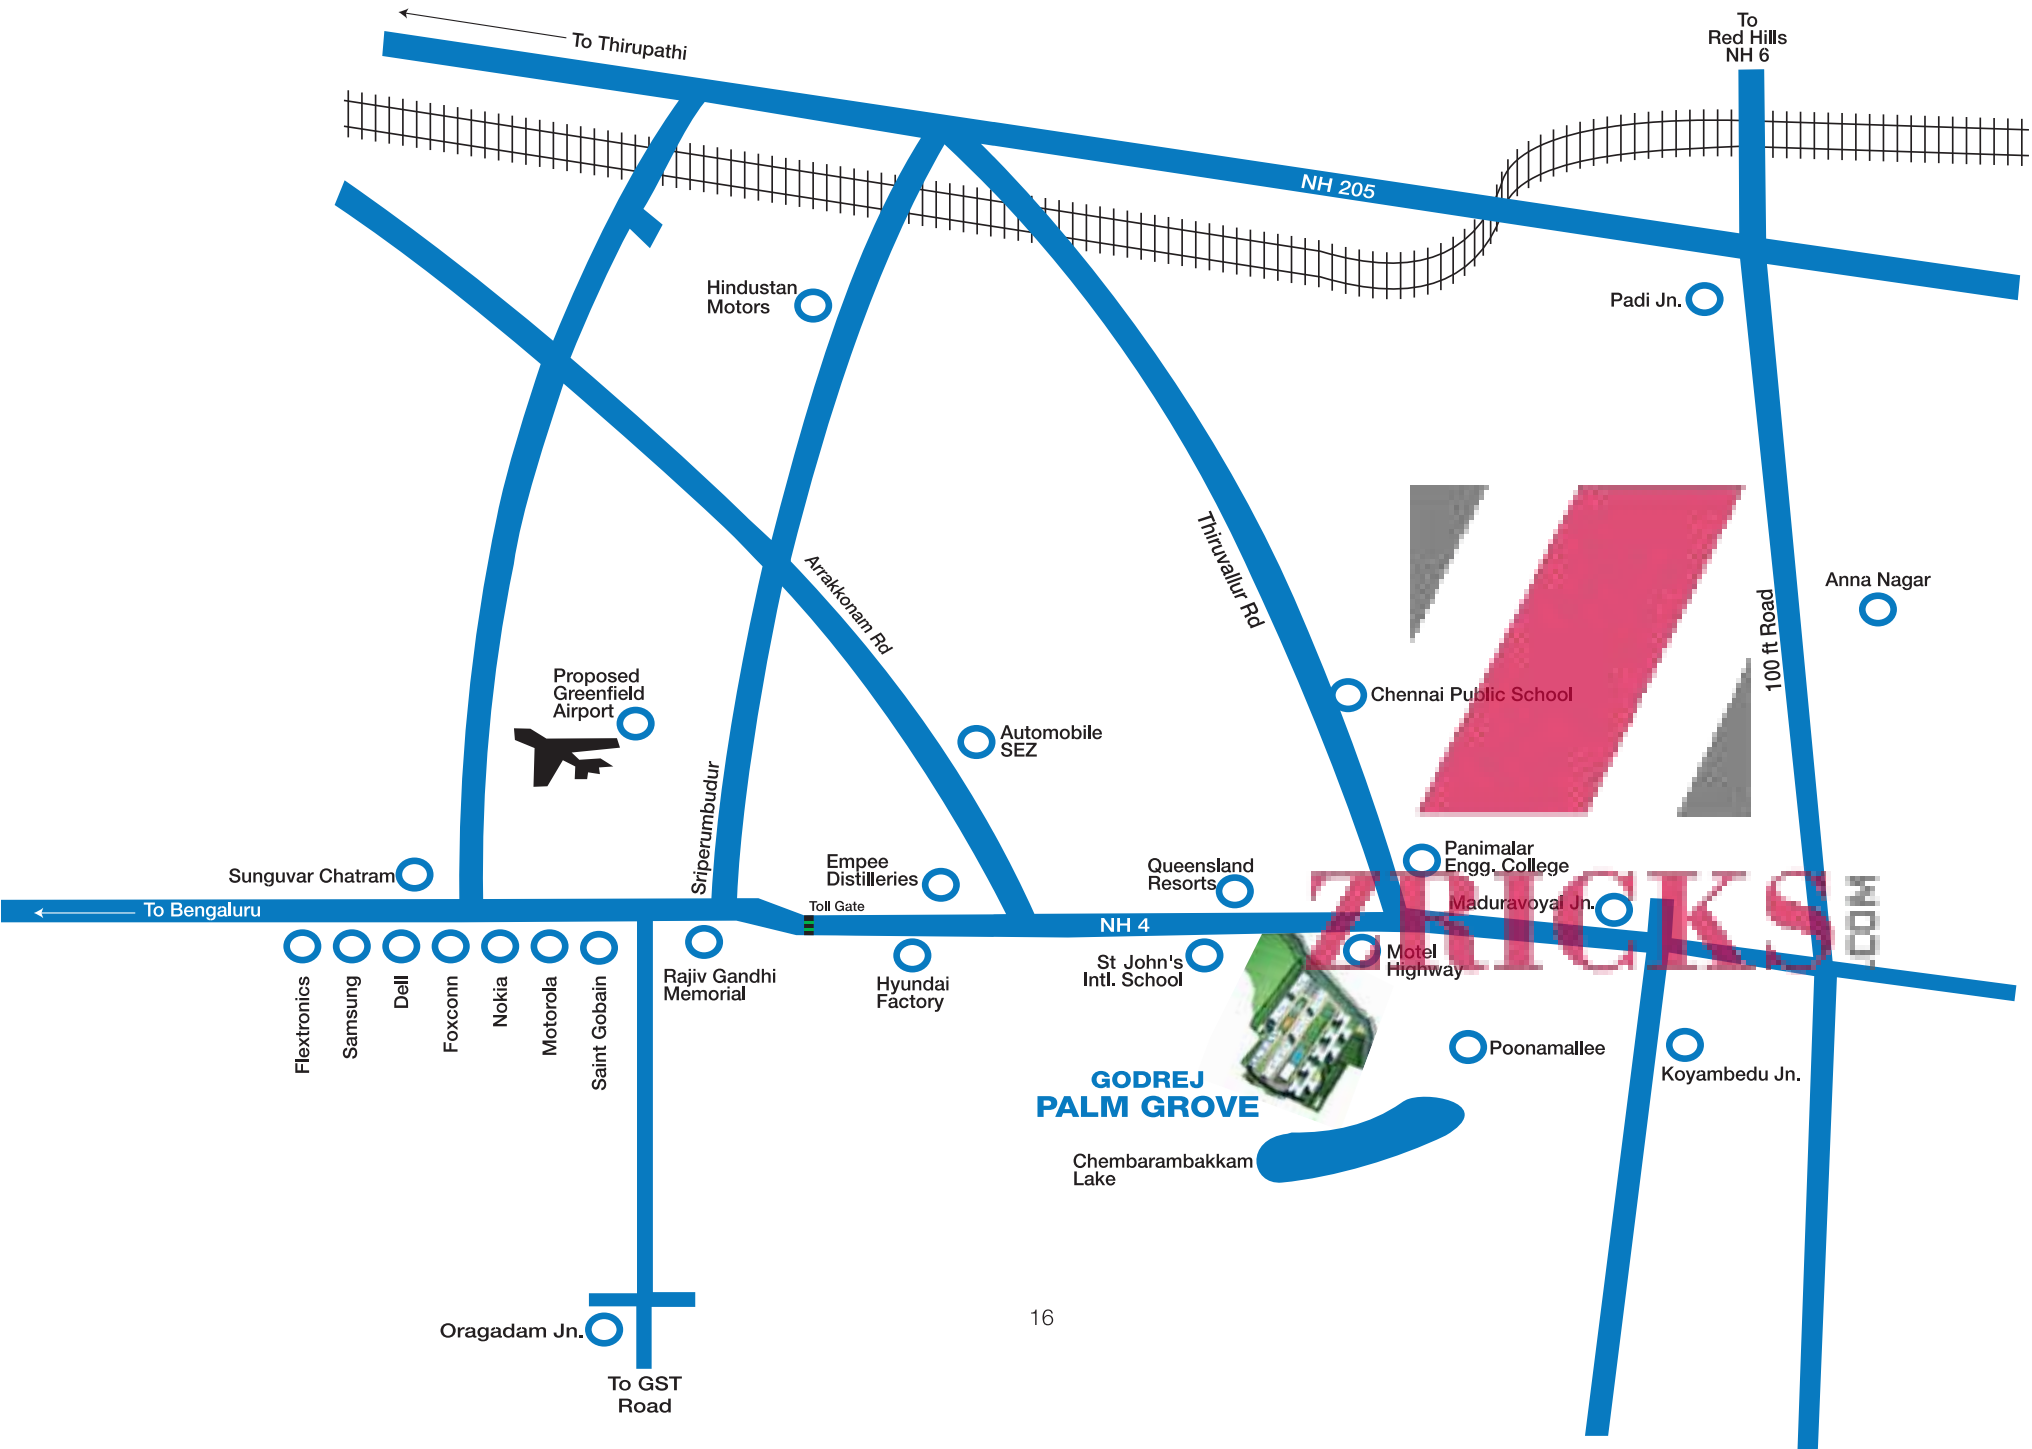 To Thirupathi
To
Red Hills
NH 6
NH 205
Hindustan
Motors
Padi Jn.
Thiruvallur Rd
Arrakkonam Rd
Anna Nagar
100 ft Road
Proposed
Greenfield
Airport
Chennai Public School
Automobile
SEZ
Sriperumbudur
Sunguvar Chatram
Empee
Distilleries
Queensland
Resorts
Panimalar
Engg. College
Maduravoyal Jn.
ZRICKS
.COM
To Bengaluru
Toll Gate
NH 4
Flextronics
Samsung
Dell
Foxconn
Nokia
Motorola
Saint Gobain
Rajiv Gandhi
Memorial
Hyundai
Factory
St John's
Intl. School
Motel
Highway
Poonamallee
Koyambedu Jn.
GODREJ
PALM GROVE
Chembarambakkam
Lake
Oragadam Jn.
16
To GST
Road